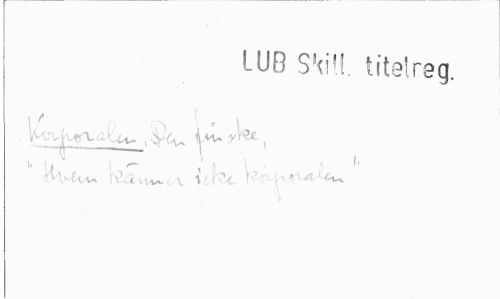 LUB Skill. titelreg.
Korporalen, Den finske,
"Hvem känner icke korporalen"